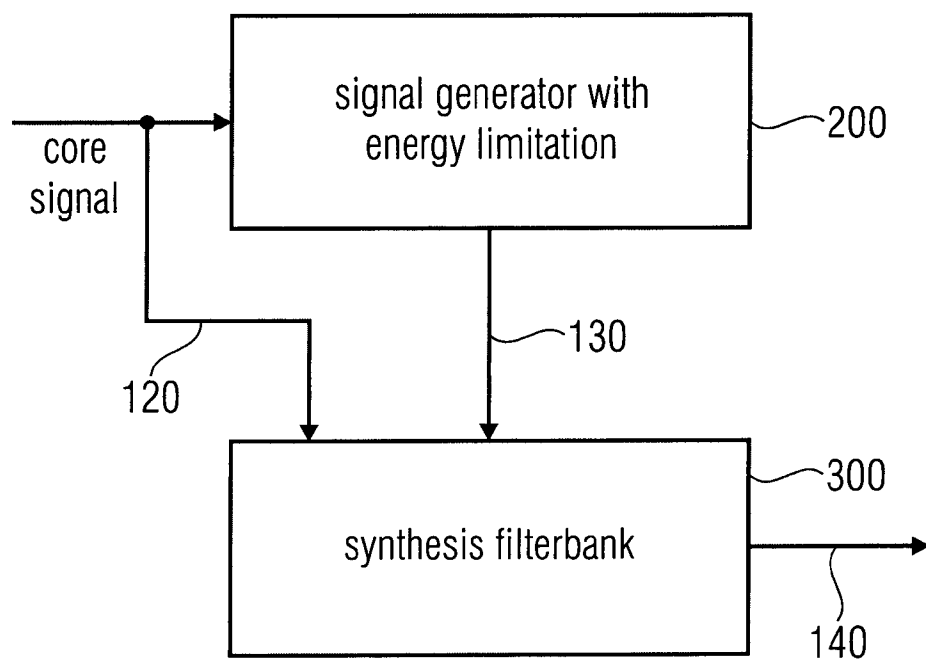 signal generator with
energy limitation
200
core
signal
130
120
300
synthesis filterbank
140